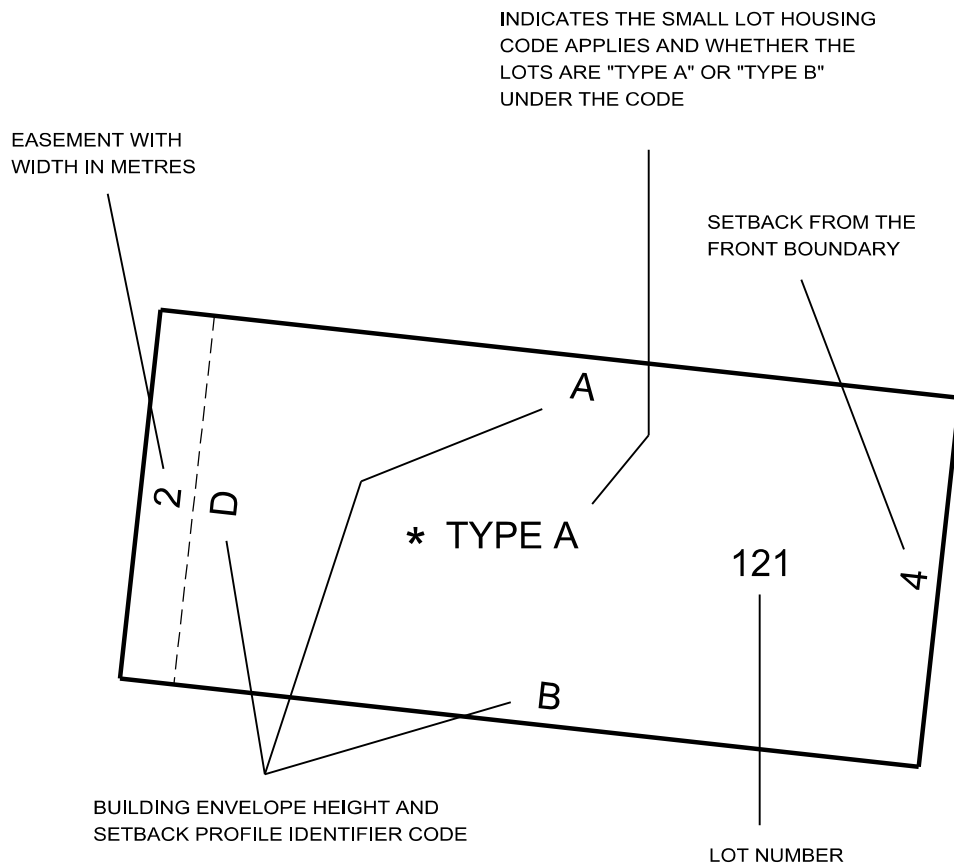 INDICATES THE SMALL LOT HOUSING
CODE APPLIES AND WHETHER THE
LOTS ARE "TYPE A" OR "TYPE B"
UNDER THE CODE
EASEMENT WITH
WIDTH IN METRES
SETBACK FROM THE
FRONT BOUNDARY
A
2
D
* TYPE A
121
4
B
BUILDING ENVELOPE HEIGHT AND
SETBACK PROFILE IDENTIFIER CODE
LOT NUMBER